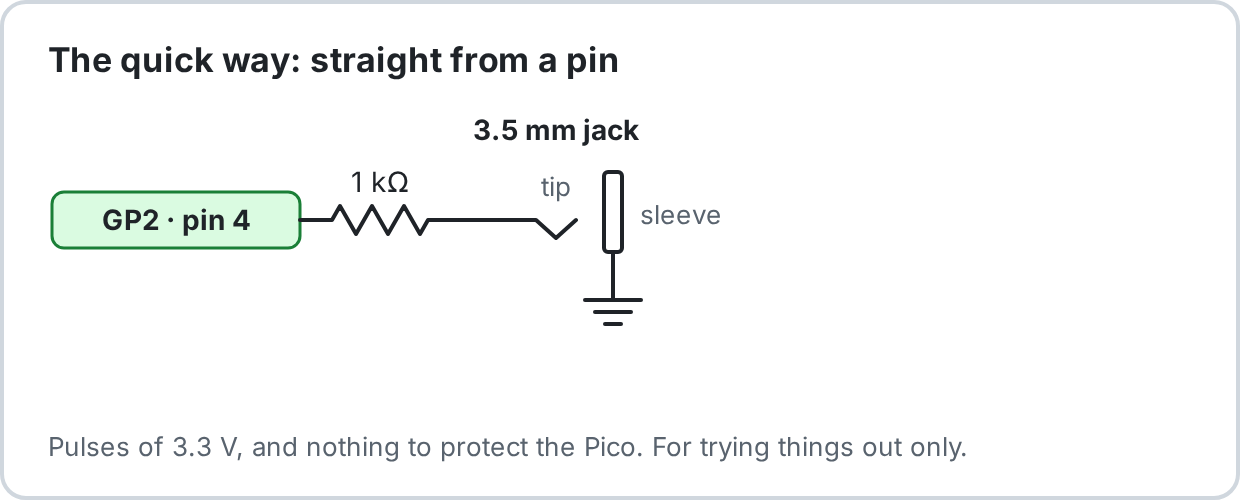 The quick way: straight from a pin
3.5 mm jack
1 kΩ
tip
GP2 · pin 4
sleeve
Pulses of 3.3 V, and nothing to protect the Pico. For trying things out only.